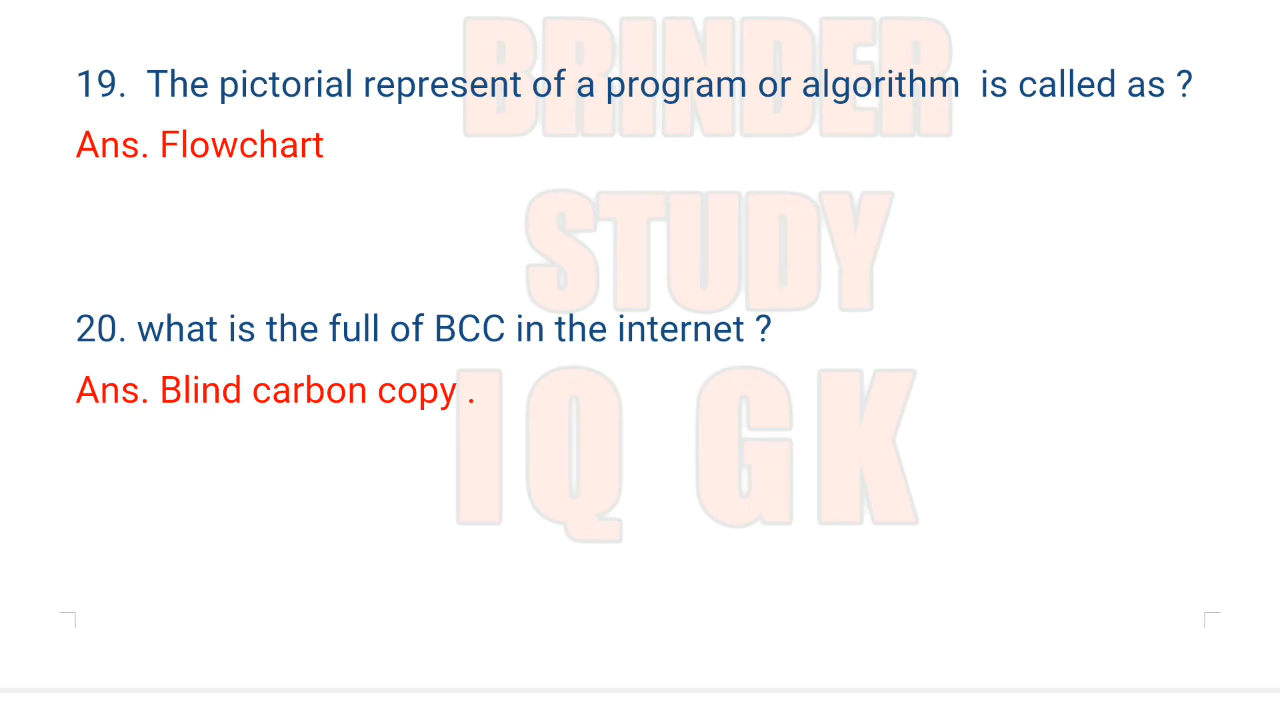 BRINDER
19.  The pictorial represent of a program or algorithm  is called as ?
Ans. Flowchart
STUDY
20. what is the full of BCC in the internet ?
Ans. Blind carbon copy .
IQ GK